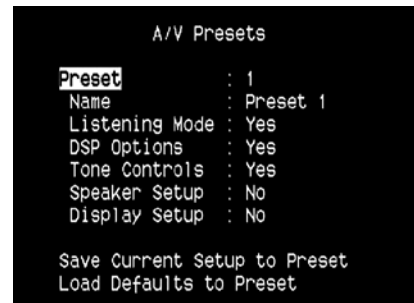 A/V Presets
Preset : 1
Name : Preset 1
Listening Mode : Yes
DSP Options : Yes
Tone Controls : Yes
Speaker Setup : No
Display Setup : No
Save Current Setup to Preset
Load Defaults to Preset